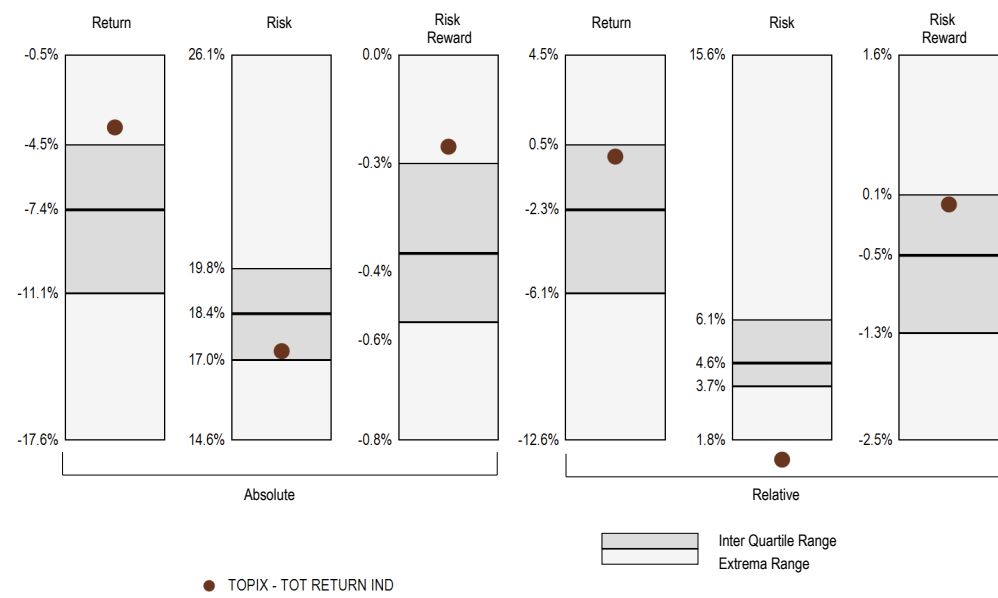 Return
Risk
Risk
Reward
Return
Risk
Risk
Reward
-0.5%
-4.5%
-7.4%
-11.1%
-17.6%
26.1%
19.8%
18.4%
17.0%
14.6%
0.0%
-0.3%
-0.4%
-0.6%
-0.8%
4.5%
0.5%
-2.3%
-6.1%
-12.6%
15.6%
6.1%
4.6%
3.7%
1.8%
1.6%
0.1%
-0.5%
-1.3%
-2.5%
Absolute
Relative
Inter Quartile Range
Extrema Range
TOPIX - TOT RETURN IND